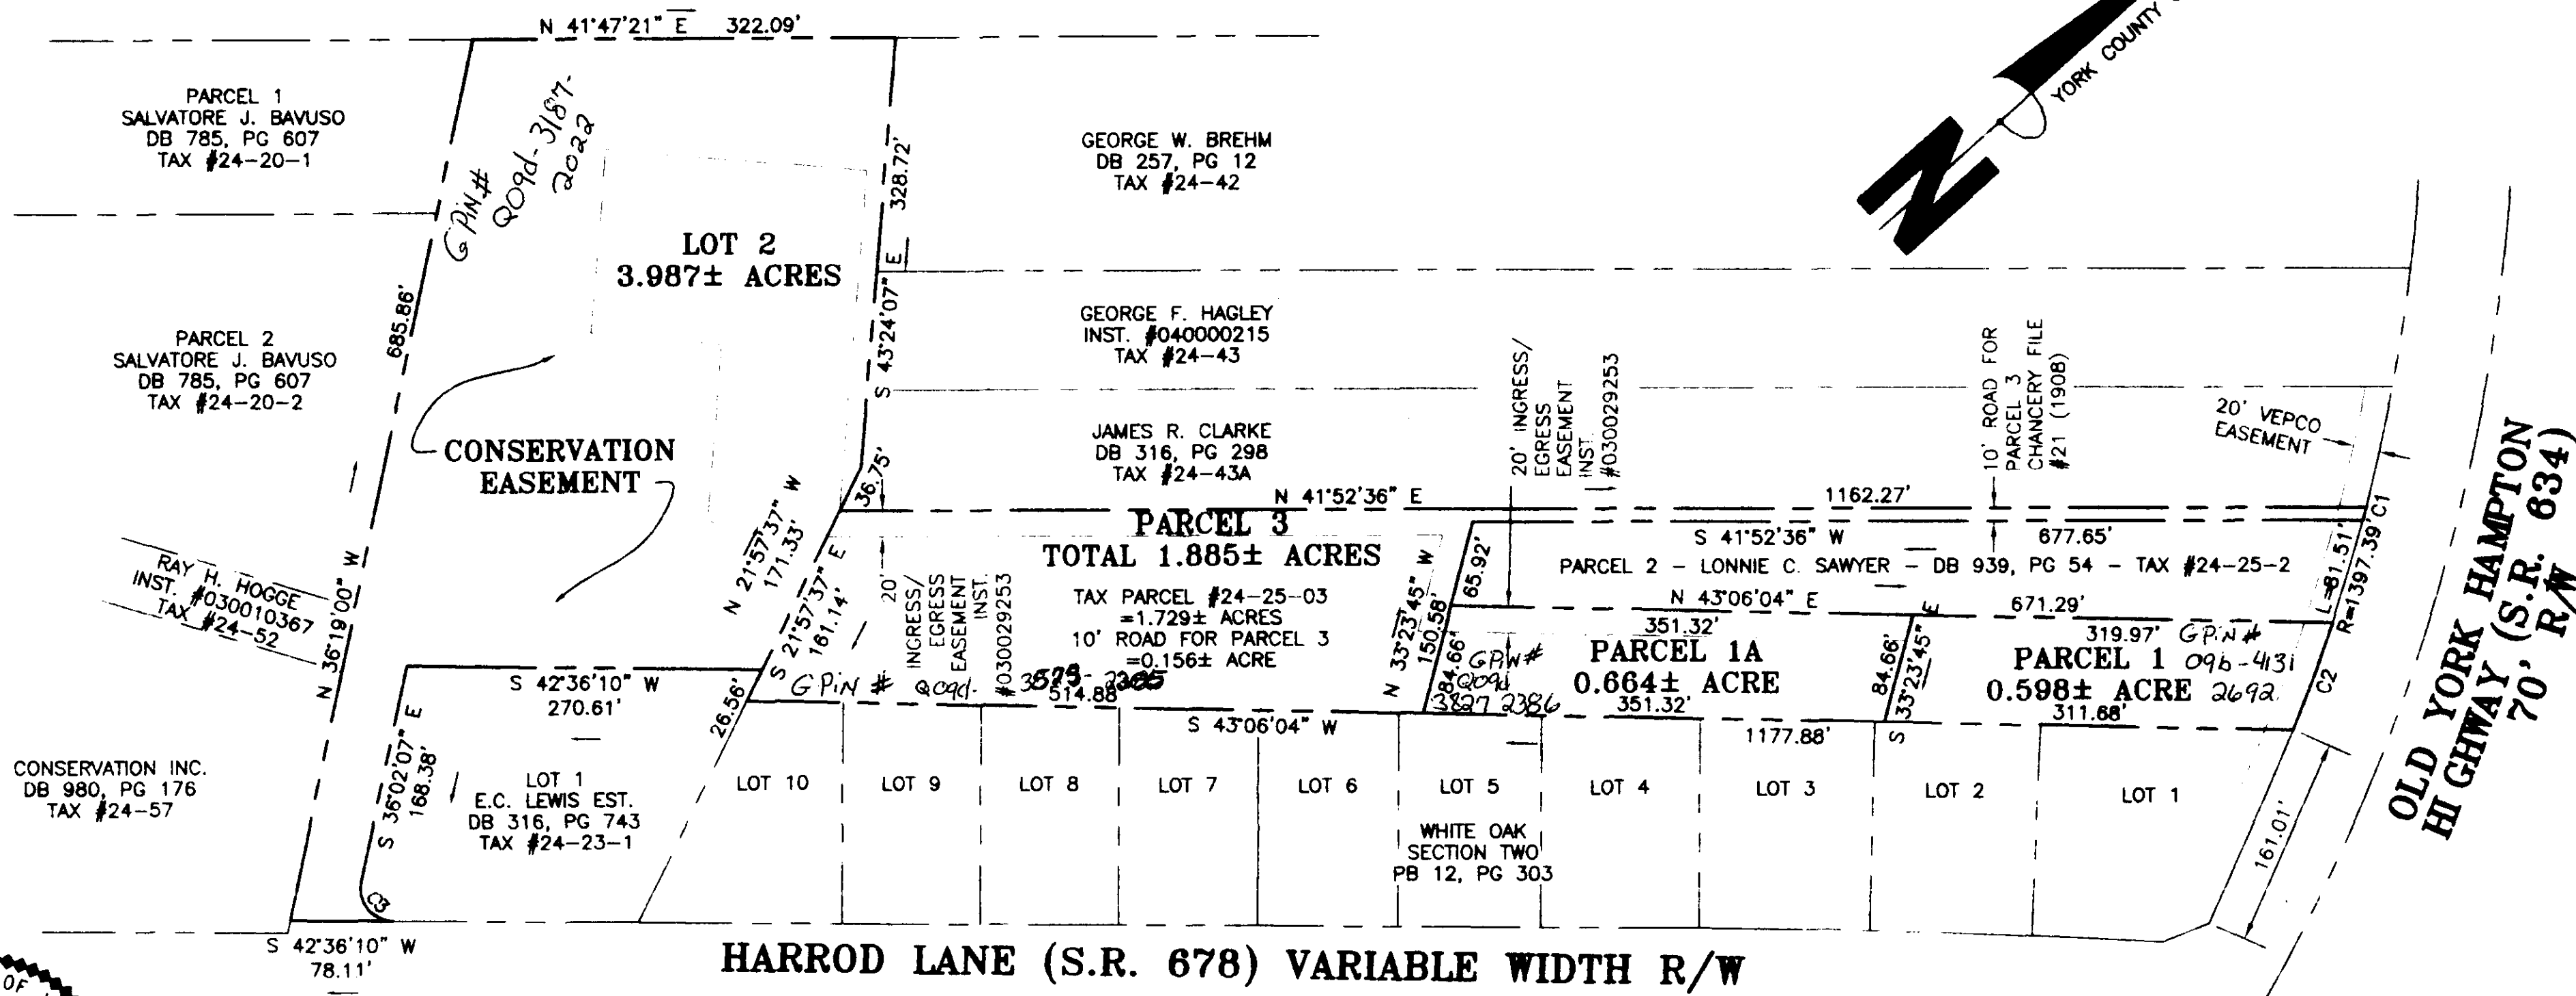 N 41°47'21" E 322.09'
PARCEL 1
SALVATORE J. BAVUSO
DB 785, PG 607
TAX #24-20-1
GPiN#
Q09d-3187-
2022
328.72'
GEORGE W. BREHM
DB 257, PG 12
TAX #24-42
N
YORK COUNTY
LOT 2
3.987± ACRES
S 43°24'07" E
685.86'
PARCEL 2
SALVATORE J. BAVUSO
DB 785, PG 607
TAX #24-20-2
GEORGE F. HAGLEY
INST. #040000215
TAX #24-43
20' INGRESS/
EGRESS
EASEMENT
INST.
#030029253
10' ROAD FOR
PARCEL 3
CHANCERY FILE
#21 (1908)
20' VEPCO
EASEMENT
OLD YORK HAMPTON
HIGHWAY, (S.R. 634)
70' R/W
CONSERVATION
EASEMENT
JAMES R. CLARKE
DB 316, PG 298
TAX #24-43A
36.75'
N 41°52'36" E 1162.27'
C1
N 21°57'37" W
171.33'
S 21°57'37" E
161.14'
PARCEL 3
TOTAL 1.885± ACRES
TAX PARCEL #24-25-03
=1.729± ACRES
10' ROAD FOR PARCEL 3
=0.156± ACRE
20'
INGRESS/
EGRESS
EASEMENT
INST.
#030029253
S 41°52'36" W 677.65'
PARCEL 2 - LONNIE C. SAWYER - DB 939, PG 54 - TAX #24-25-2
65.92'
N 33°23'45" W
150.58'
84.66'
L=81.51'
R=1397.39'
N 43°06'04" E 671.29'
351.32'
319.97'
RAY H. HOGGE
INST. #030010367
TAX #24-52
N 36°19'00" W
GPiN # Q09d-
514.88'
GPiN#
Q09d
3827 2386
PARCEL 1A
0.664± ACRE
351.32'
84.66'
S 33°23'45" E
GPiN#
PARCEL 1 09b-4131
0.598± ACRE 2692
311.68'
C2
S 42°36'10" W
270.61'
26.56'
S 43°06'04" W
1177.88'
S 36°02'07" E
168.38'
CONSERVATION INC.
DB 980, PG 176
TAX #24-57
LOT 1
E.C. LEWIS EST.
DB 316, PG 743
TAX #24-23-1
LOT 10
LOT 9
LOT 8
LOT 7
LOT 6
LOT 5
LOT 4
LOT 3
LOT 2
LOT 1
WHITE OAK
SECTION TWO
PB 12, PG 303
161.01'
C3
S 42°36'10" W
78.11'
HARROD LANE (S.R. 678) VARIABLE WIDTH R/W
OF